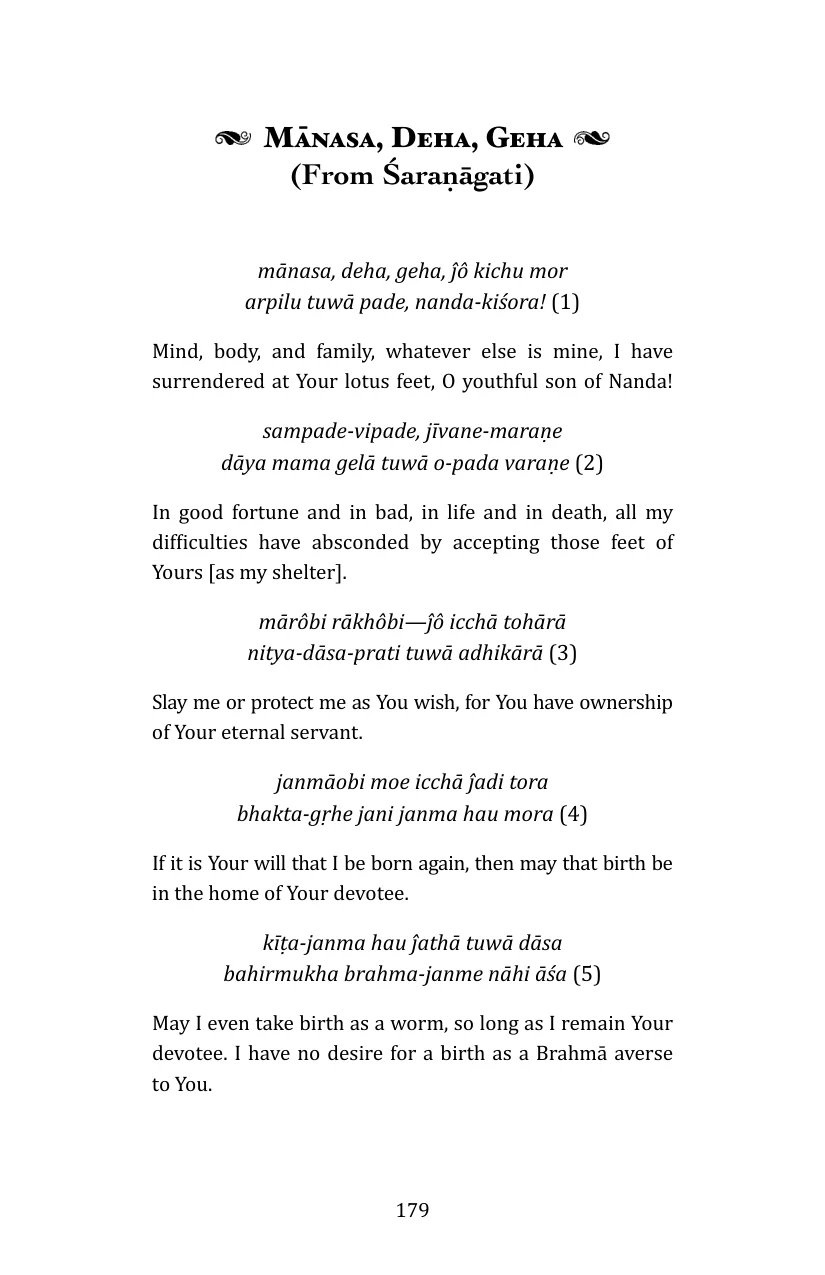 Mānasa, Deha, Geha
(From Śaraṇāgati)
mānasa, deha, geha, ĵô kichu mor
arpilu tuwā pade, nanda-kiśora! (1)
Mind, body, and family, whatever else is mine, I have
surrendered at Your lotus feet, O youthful son of Nanda!
sampade-vipade, jīvane-maraṇe
dāya mama gelā tuwā o-pada varaṇe (2)
In good fortune and in bad, in life and in death, all my
difficulties have absconded by accepting those feet of
Yours [as my shelter].
mārôbi rākhôbi—ĵô icchā tohārā
nitya-dāsa-prati tuwā adhikārā (3)
Slay me or protect me as You wish, for You have ownership
of Your eternal servant.
janmāobi moe icchā ĵadi tora
bhakta-gṛhe jani janma hau mora (4)
If it is Your will that I be born again, then may that birth be
in the home of Your devotee.
kīṭa-janma hau ĵathā tuwā dāsa
bahirmukha brahma-janme nāhi āśa (5)
May I even take birth as a worm, so long as I remain Your
devotee. I have no desire for a birth as a Brahmā averse
to You.
179